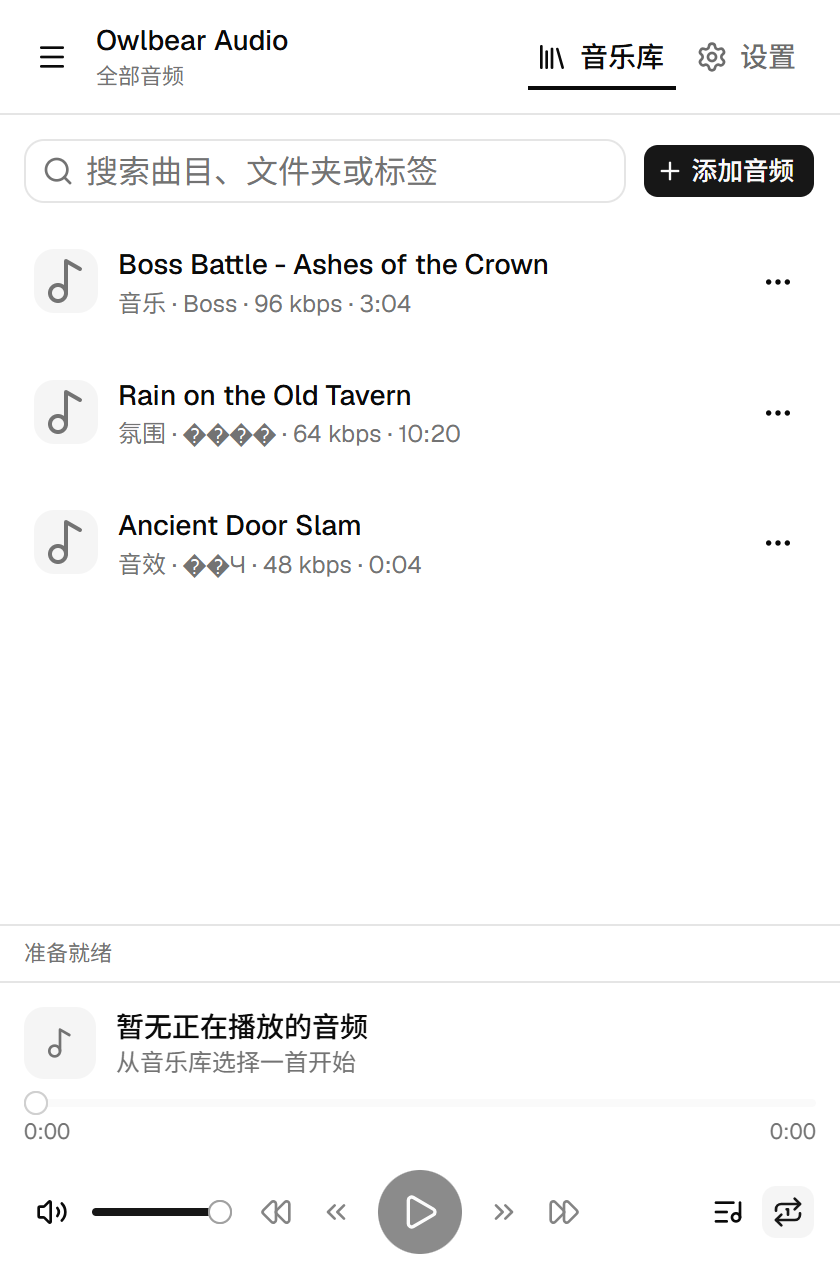 Owlbear Audio
全部音频
音乐库
设置
搜索曲目、文件夹或标签
添加音频
Boss Battle - Ashes of the Crown
音乐 · Boss · 96 kbps · 3:04
Rain on the Old Tavern
氛围 · ���� · 64 kbps · 10:20
Ancient Door Slam
音效 · ��Ч · 48 kbps · 0:04
准备就绪
暂无正在播放的音频
从音乐库选择一首开始
0:00
0:00
1